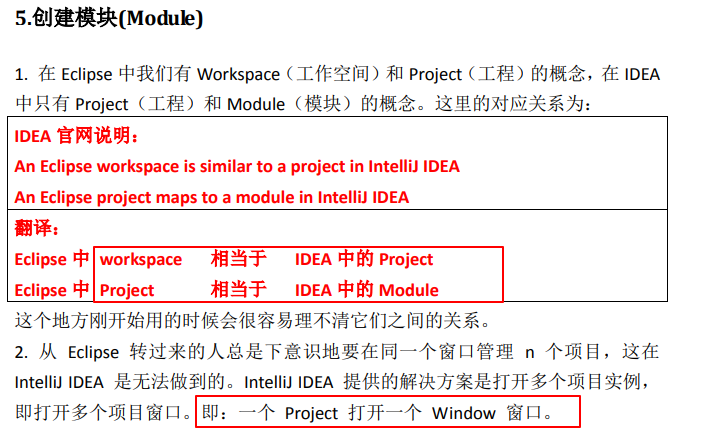 5.创建模块(Module)
1. 在 Eclipse 中我们有 Workspace（工作空间）和 Project（工程）的概念，在 IDEA
中只有 Project（工程）和 Module（模块）的概念。这里的对应关系为：
IDEA 官网说明：
An Eclipse workspace is similar to a project in IntelliJ IDEA
An Eclipse project maps to a module in IntelliJ IDEA
翻译：
Eclipse 中 workspace 相当于 IDEA 中的 Project
Eclipse 中 Project 相当于 IDEA 中的 Module
这个地方刚开始用的时候会很容易理不清它们之间的关系。
2. 从 Eclipse 转过来的人总是下意识地要在同一个窗口管理 n 个项目，这在
IntelliJ IDEA 是无法做到的。IntelliJ IDEA 提供的解决方案是打开多个项目实例，
即打开多个项目窗口。即：一个 Project 打开一个 Window 窗口。